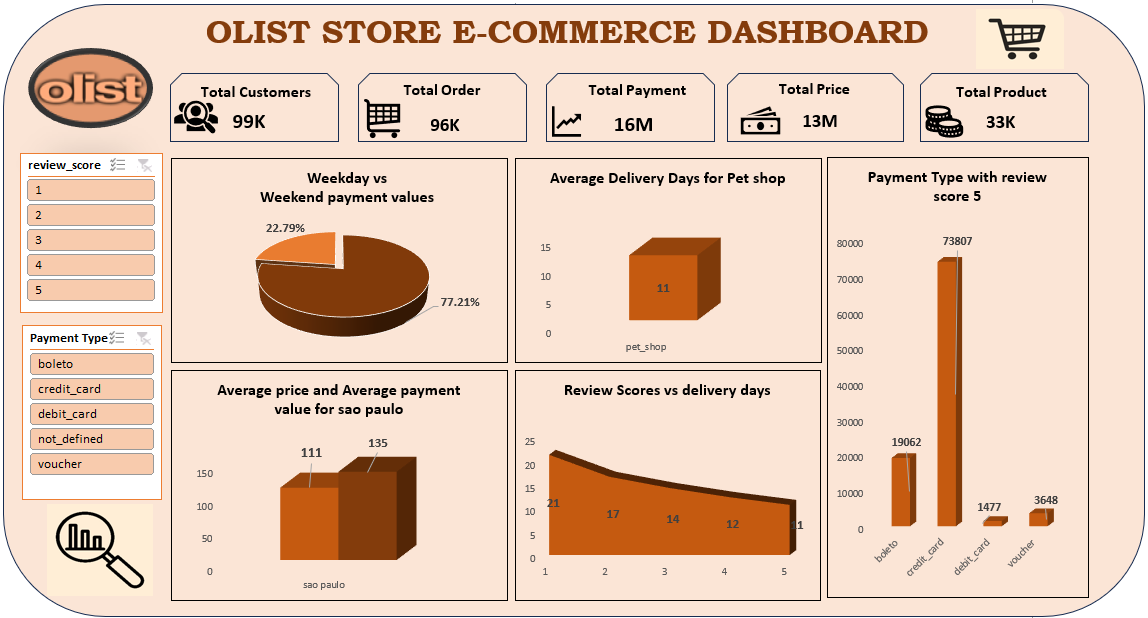 OLIST STORE E-COMMERCE DASHBOARD
olist
Total Customers
99K
Total Order
96K
Total Payment
16M
Total Price
13M
Total Product
33K
review_score
1
2
3
4
5
Payment Type
boleto
credit_card
debit_card
not_defined
voucher
Weekday vs
Weekend payment values
22.79%
77.21%
Average Delivery Days for Pet shop
15
10
5
0
11
pet_shop
Payment Type with review
score 5
80000
70000
60000
50000
40000
30000
20000
10000
0
19062
73807
1477
3648
boleto
credit_card
debit_card
voucher
Average price and Average payment
value for sao paulo
150
100
50
0
111
135
sao paulo
Review Scores vs delivery days
25
20
15
10
5
0
21
17
14
12
11
1
2
3
4
5